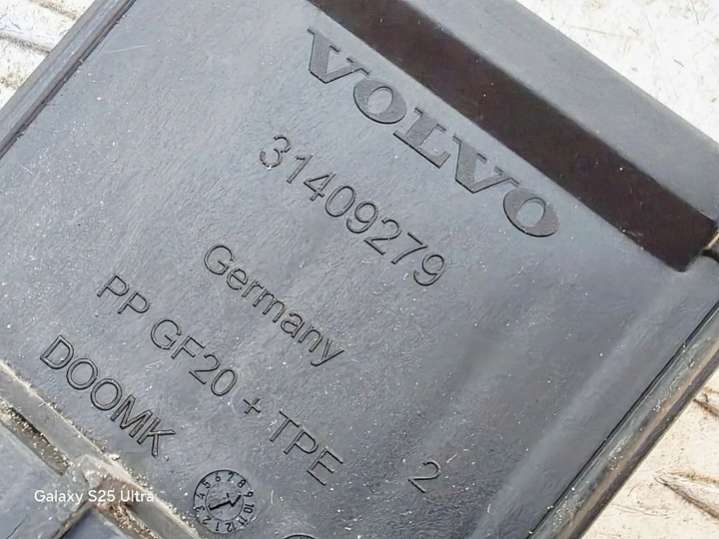 VOLVO
31409279
Germany
PP GF20 + TPE 2
DOOMK
Galaxy S25 Ultra